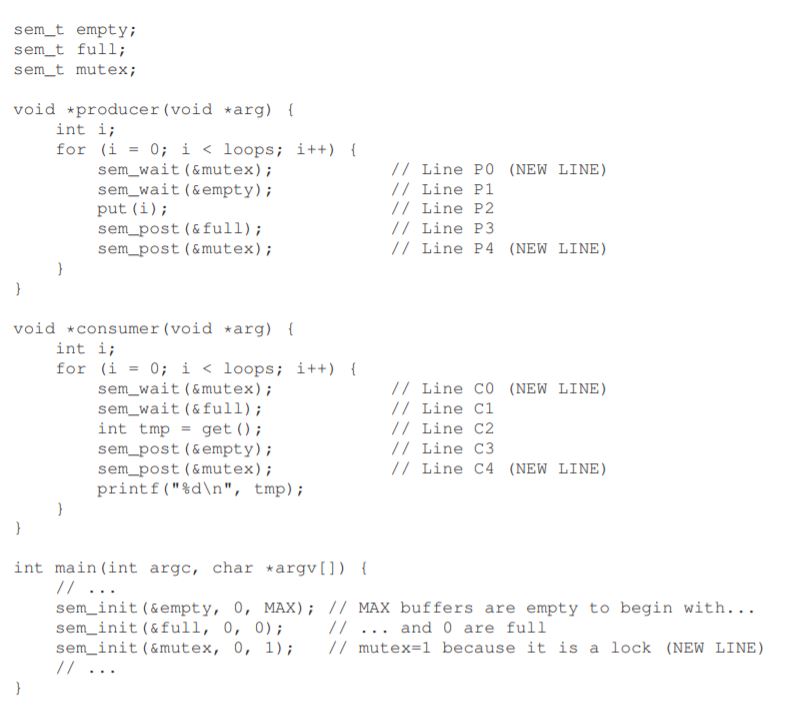 sem_t empty;
sem_t full;
sem_t mutex;
void *producer(void *arg) {
int i;
for (i = 0; i < loops; i++) {
sem_wait(&mutex); // Line P0 (NEW LINE)
sem_wait(&empty); // Line P1
put(i); // Line P2
sem_post(&full); // Line P3
sem_post(&mutex); // Line P4 (NEW LINE)
}
}
void *consumer(void *arg) {
int i;
for (i = 0; i < loops; i++) {
sem_wait(&mutex); // Line C0 (NEW LINE)
sem_wait(&full); // Line C1
int tmp = get(); // Line C2
sem_post(&empty); // Line C3
sem_post(&mutex); // Line C4 (NEW LINE)
printf("%d\n", tmp);
}
}
int main(int argc, char *argv[]) {
// ...
sem_init(&empty, 0, MAX); // MAX buffers are empty to begin with...
sem_init(&full, 0, 0); // ... and 0 are full
sem_init(&mutex, 0, 1); // mutex=1 because it is a lock (NEW LINE)
// ...
}